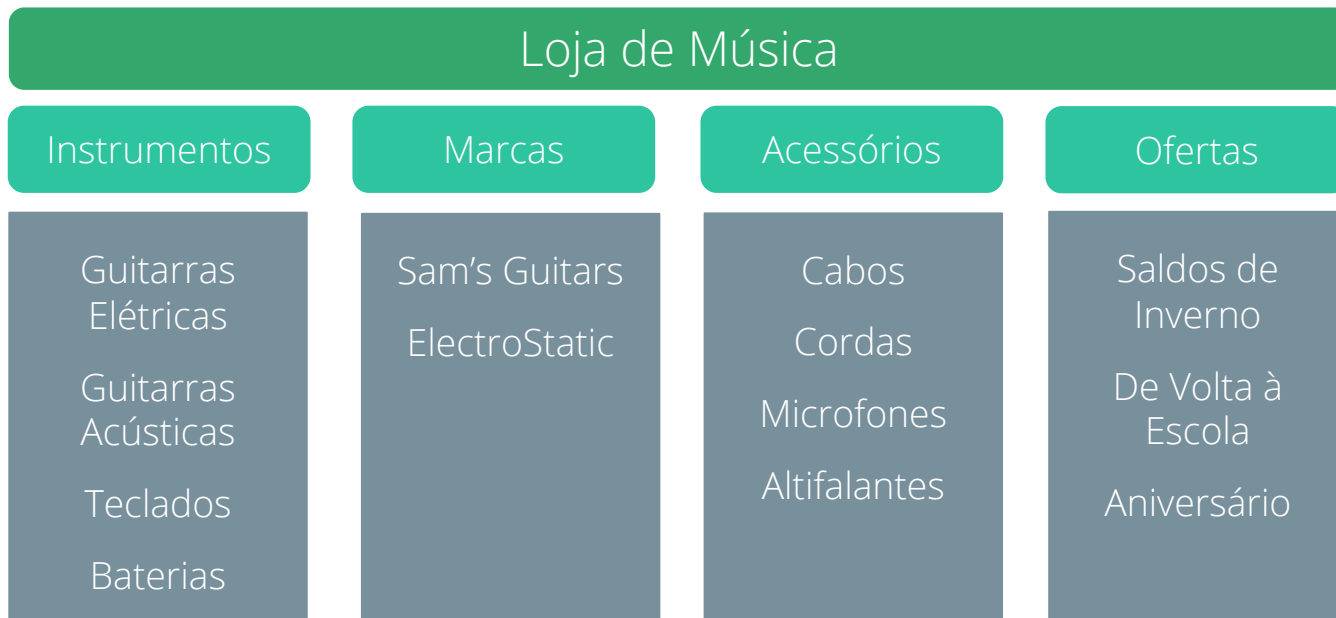 Loja de Música
Instrumentos
Marcas
Acessórios
Ofertas
Guitarras
Elétricas
Guitarras
Acústicas
Teclados
Baterias
Sam’s Guitars
ElectroStatic
Cabos
Cordas
Microfones
Altifalantes
Saldos de
Inverno
De Volta à
Escola
Aniversário